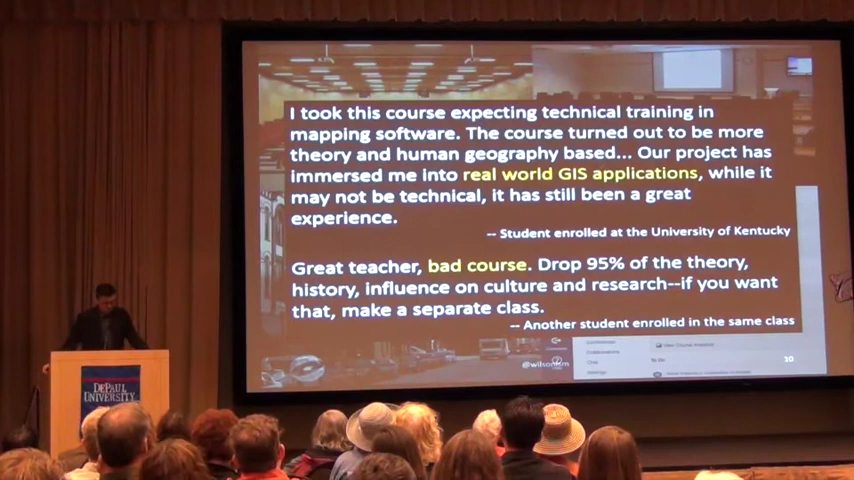 I took this course expecting technical training in
mapping software. The course turned out to be more
theory and human geography based... Our project has
immersed me into real world GIS applications, while it
may not be technical, it has still been a great
experience.
-- Student enrolled at the University of Kentucky
Great teacher, bad course. Drop 95% of the theory,
history, influence on culture and research--if you want
that, make a separate class.
-- Another student enrolled in the same class
10
DEPAUL
UNIVERSITY